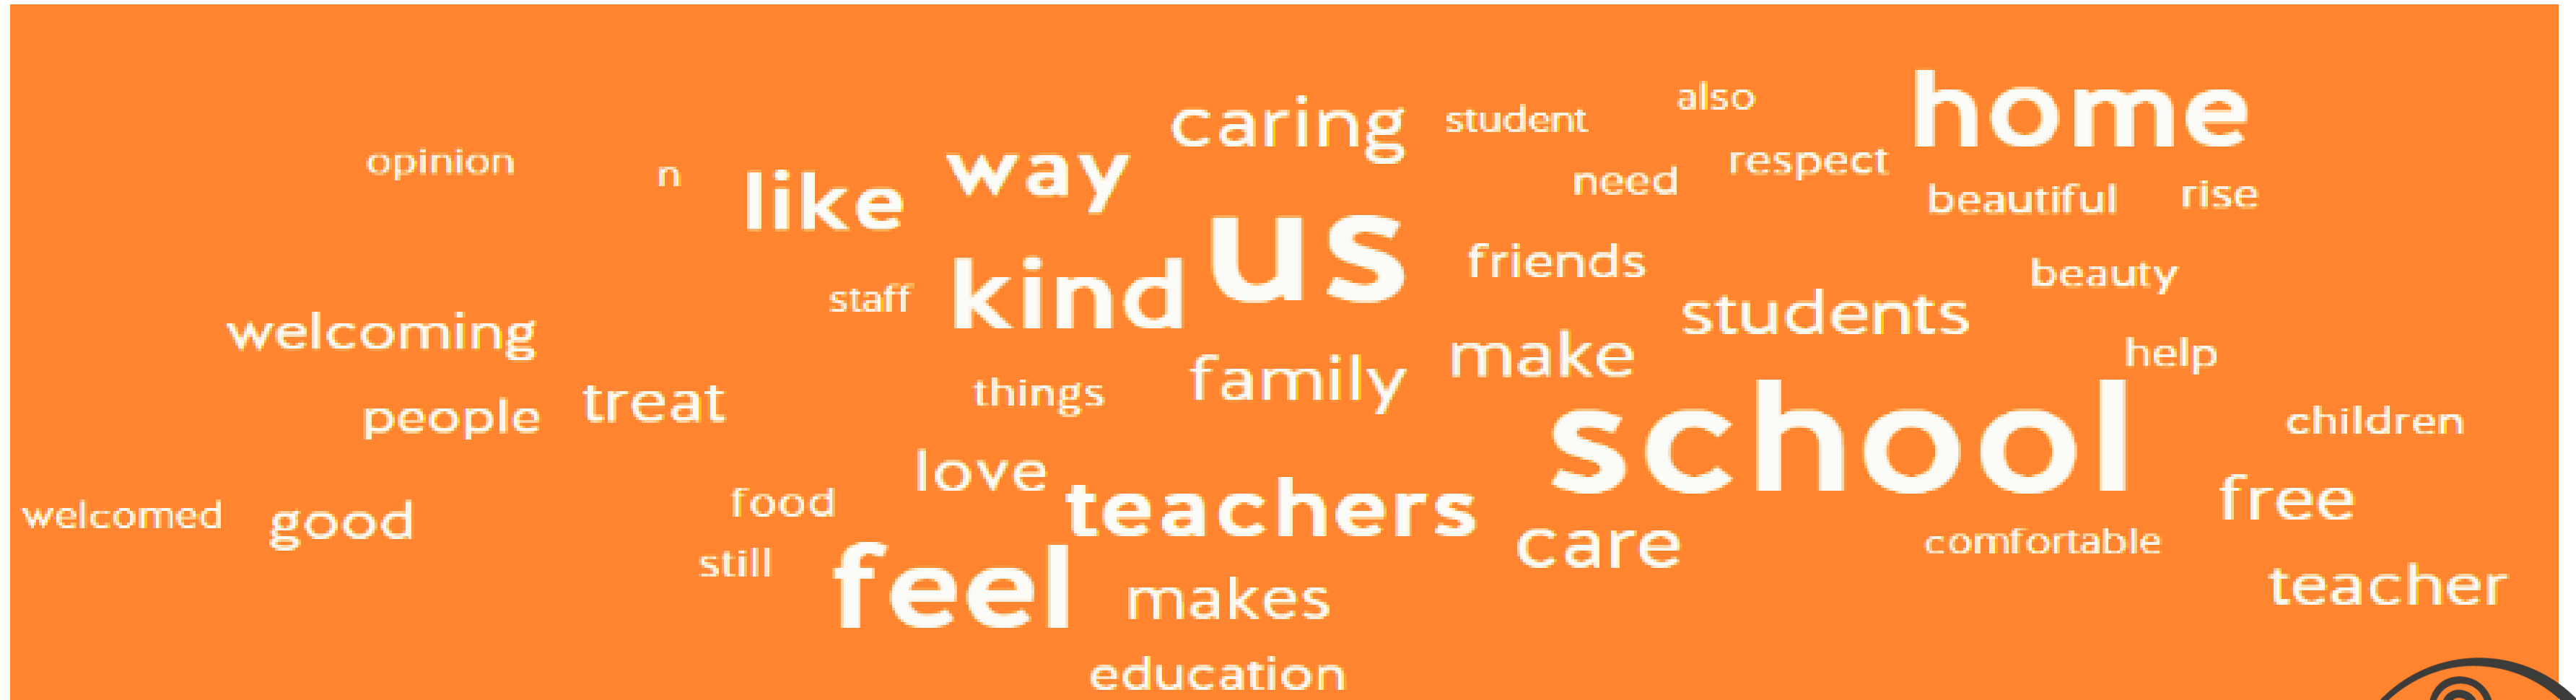 also
home
caring
student
opinion
n
like
way
need
respect
beautiful
rise
us
staff
kind
friends
beauty
students
welcoming
make
help
people
treat
things
family
school
children
love
welcomed
good
food
teachers
free
care
comfortable
still
feel
makes
teacher
education